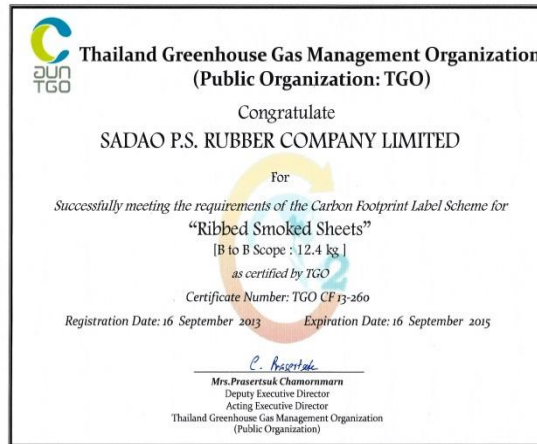 อบก
TGO
Thailand Greenhouse Gas Management Organization
(Public Organization: TGO)
Congratulate
SADAO P.S. RUBBER COMPANY LIMITED
For
Successfully meeting the requirements of the Carbon Footprint Label Scheme for
“Ribbed Smoked Sheets”
[B to B Scope : 12.4 kg ]
as certified by TGO
Certificate Number: TGO CF 13-260
Registration Date: 16 September 2013 Expiration Date: 16 September 2015
C. Prasertsuk
Mrs.Prasertsuk Chamornmarn
Deputy Executive Director
Acting Executive Director
Thailand Greenhouse Gas Management Organization
(Public Organization)